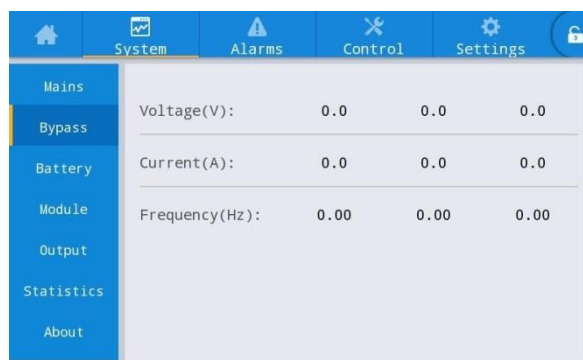 System Alarms Control Settings
Mains
Bypass
Battery
Module
Output
Statistics
About
Voltage(V): 0.0 0.0 0.0
Current(A): 0.0 0.0 0.0
Frequency(Hz): 0.00 0.00 0.00